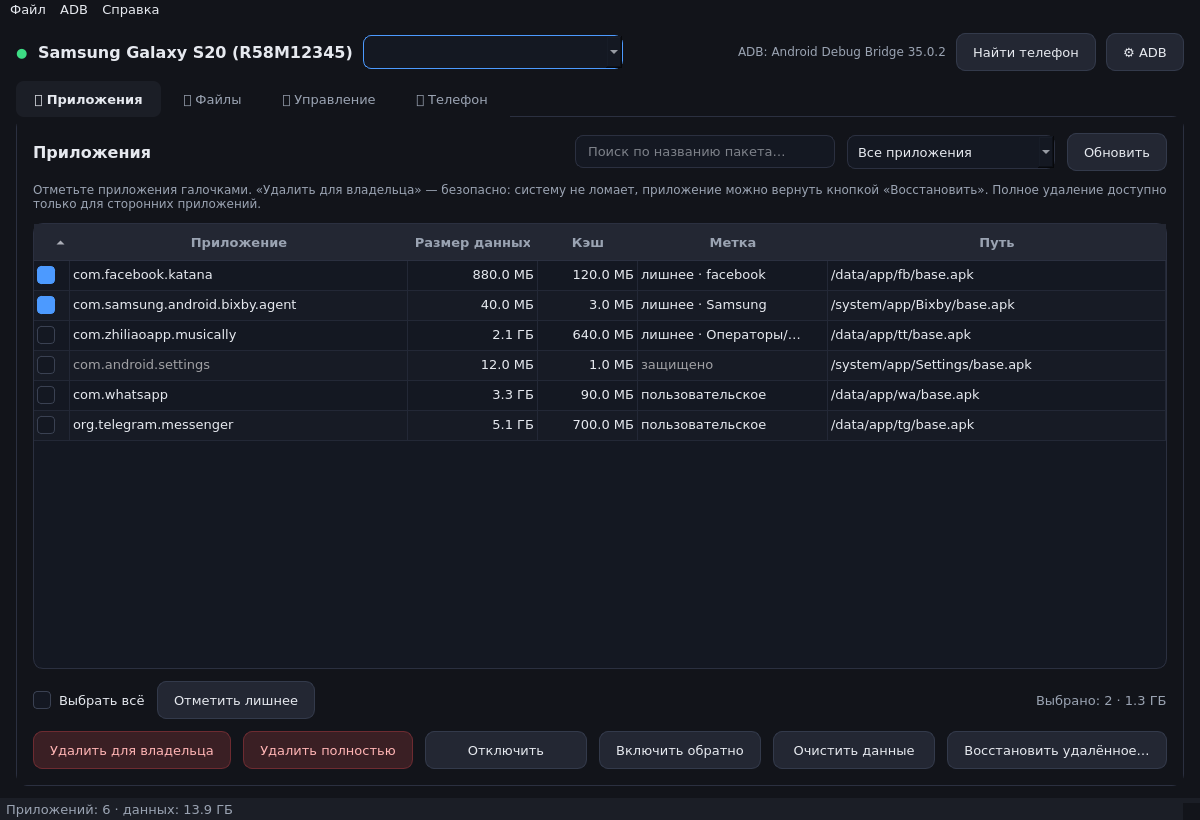 Файл ADB Справка
Samsung Galaxy S20 (R58M12345) ADB: Android Debug Bridge 35.0.2 Найти телефон ⚙ ADB
Приложения Файлы Управление Телефон
Приложения Поиск по названию пакета… Все приложения Обновить
Отметьте приложения галочками. «Удалить для владельца» — безопасно: систему не ломает, приложение можно вернуть кнопкой «Восстановить». Полное удаление доступно
только для сторонних приложений.
Приложение Размер данных Кэш Метка Путь
com.facebook.katana 880.0 МБ 120.0 МБ лишнее · facebook /data/app/fb/base.apk
com.samsung.android.bixby.agent 40.0 МБ 3.0 МБ лишнее · Samsung /system/app/Bixby/base.apk
com.zhiliaoapp.musically 2.1 ГБ 640.0 МБ лишнее · Операторы/… /data/app/tt/base.apk
com.android.settings 12.0 МБ 1.0 МБ защищено /system/app/Settings/base.apk
com.whatsapp 3.3 ГБ 90.0 МБ пользовательское /data/app/wa/base.apk
org.telegram.messenger 5.1 ГБ 700.0 МБ пользовательское /data/app/tg/base.apk
Выбрать всё Отметить лишнее Выбрано: 2 · 1.3 ГБ
Удалить для владельца Удалить полностью Отключить Включить обратно Очистить данные Восстановить удалённое…
Приложений: 6 · данных: 13.9 ГБ